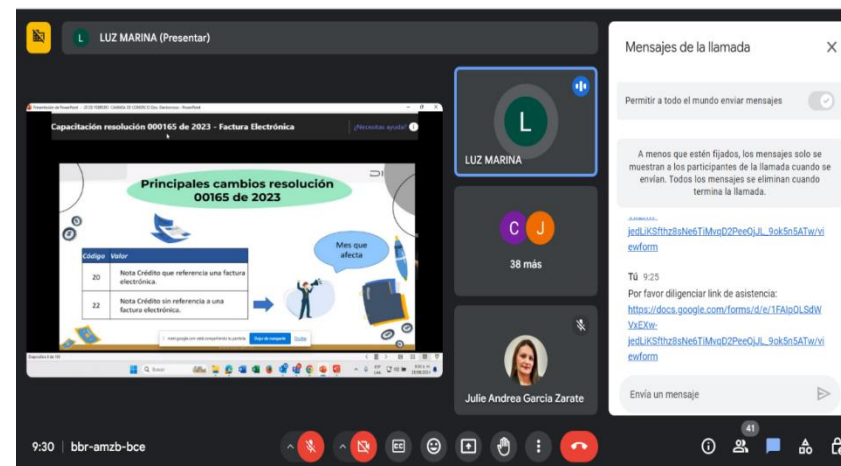 LUZ MARINA (Presentar)
Capacitación resolución 000165 de 2023 - Factura Electrónica
¿Necesitas ayuda?
Principales cambios resolución
00165 de 2023
Mes que
afecta
Código Valor
20 Nota Crédito que referencia una factura
electrónica.
22 Nota Crédito sin referencia a una
factura electrónica.
Dejar de compartir
Ocultar
Buscar
L
LUZ MARINA
C J
38 más
Julie Andrea Garcia Zarate
Mensajes de la llamada
Permitir a todo el mundo enviar mensajes
A menos que estén fijados, los mensajes solo se
muestran a los participantes de la llamada cuando se
envían. Todos los mensajes se eliminan cuando
termina la llamada.
jedLiKSfthz8sNe6TiMvqD2PeeQjJL_9ok5n5ATw/vi
ewform
Tú 9:25
Por favor diligenciar link de asistencia:
https://docs.google.com/forms/d/e/1FAIpQLSdW
VxEXw-
jedLiKSfthz8sNe6TiMvqD2PeeQjJL_9ok5n5ATw/vi
ewform
Envía un mensaje
9:30 | bbr-amzb-bce
41